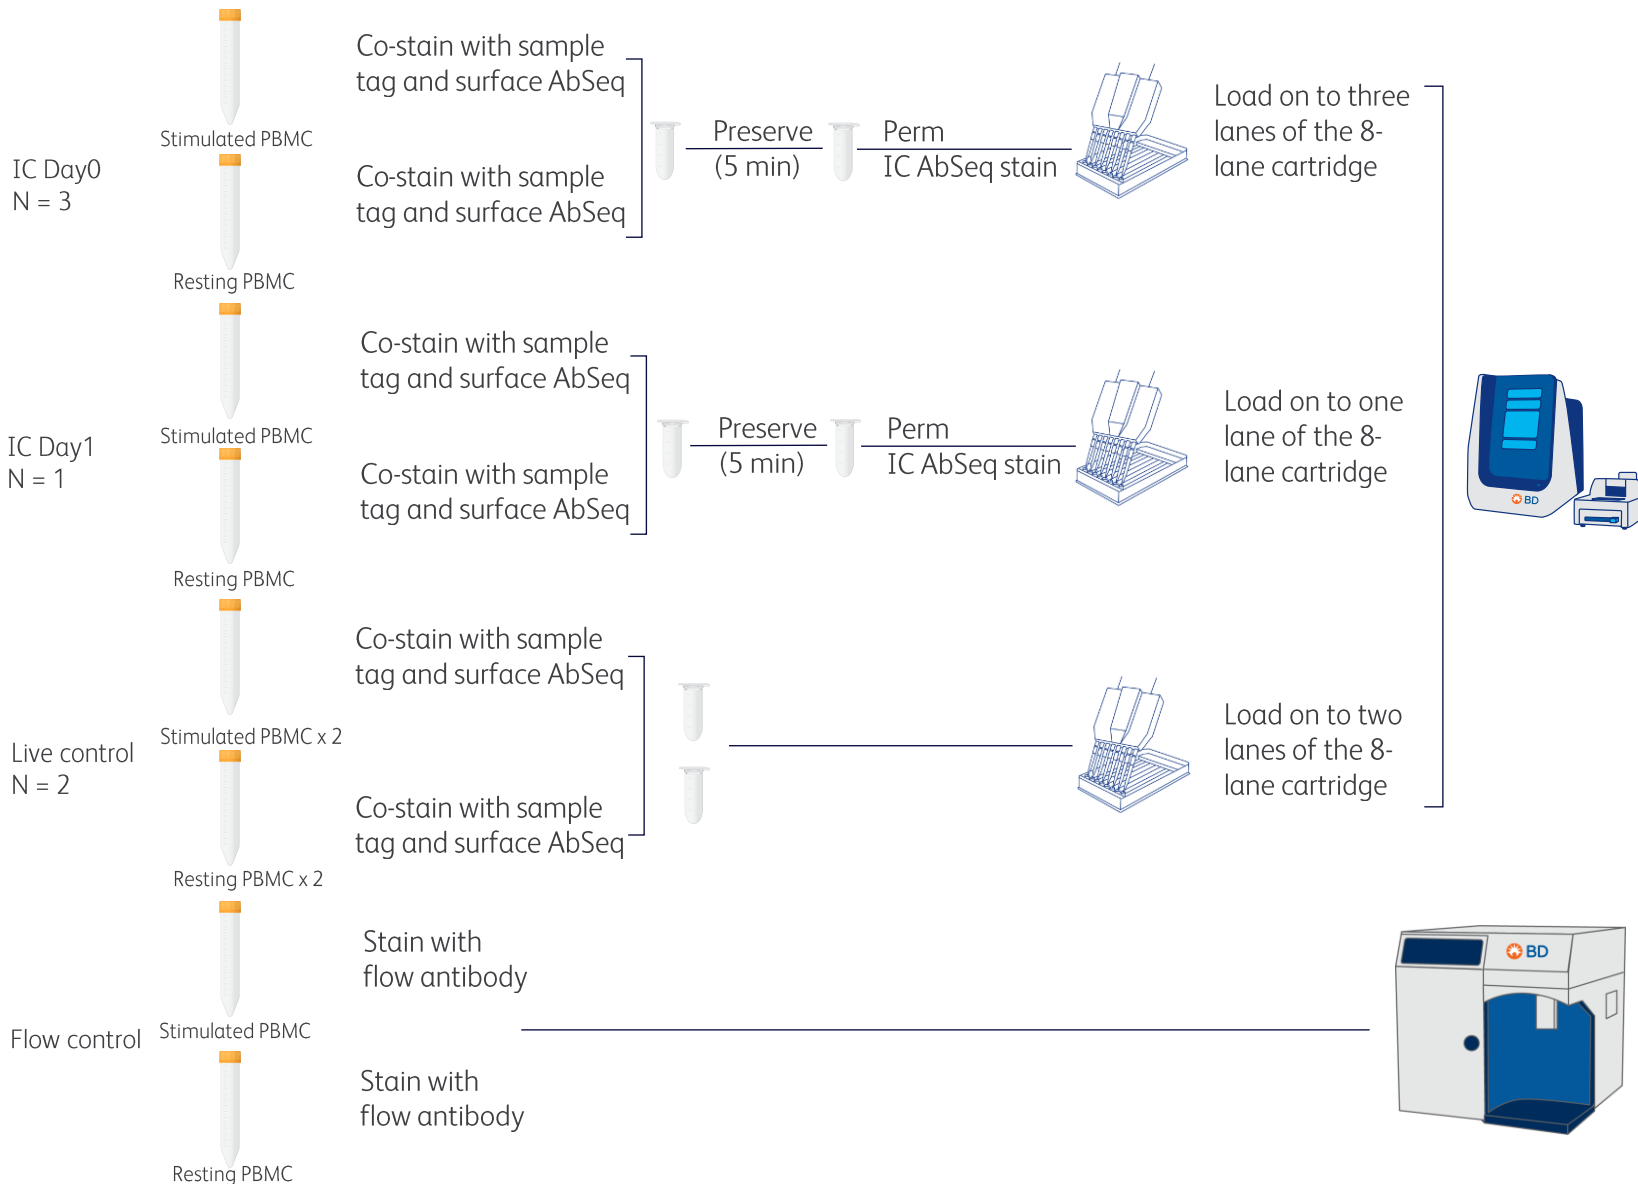 Co-stain with sample
tag and surface AbSeq
Stimulated PBMC
IC Day0
N = 3
Co-stain with sample
tag and surface AbSeq
Resting PBMC
Preserve
(5 min)
Perm
IC AbSeq stain
Load on to three
lanes of the 8-
lane cartridge
Co-stain with sample
tag and surface AbSeq
Stimulated PBMC
IC Day1
N = 1
Co-stain with sample
tag and surface AbSeq
Resting PBMC
Preserve
(5 min)
Perm
IC AbSeq stain
Load on to one
lane of the 8-
lane cartridge
BD
Co-stain with sample
tag and surface AbSeq
Stimulated PBMC x 2
Live control
N = 2
Co-stain with sample
tag and surface AbSeq
Resting PBMC x 2
Load on to two
lanes of the 8-
lane cartridge
Stain with
flow antibody
Stimulated PBMC
Flow control
Stain with
flow antibody
Resting PBMC
BD